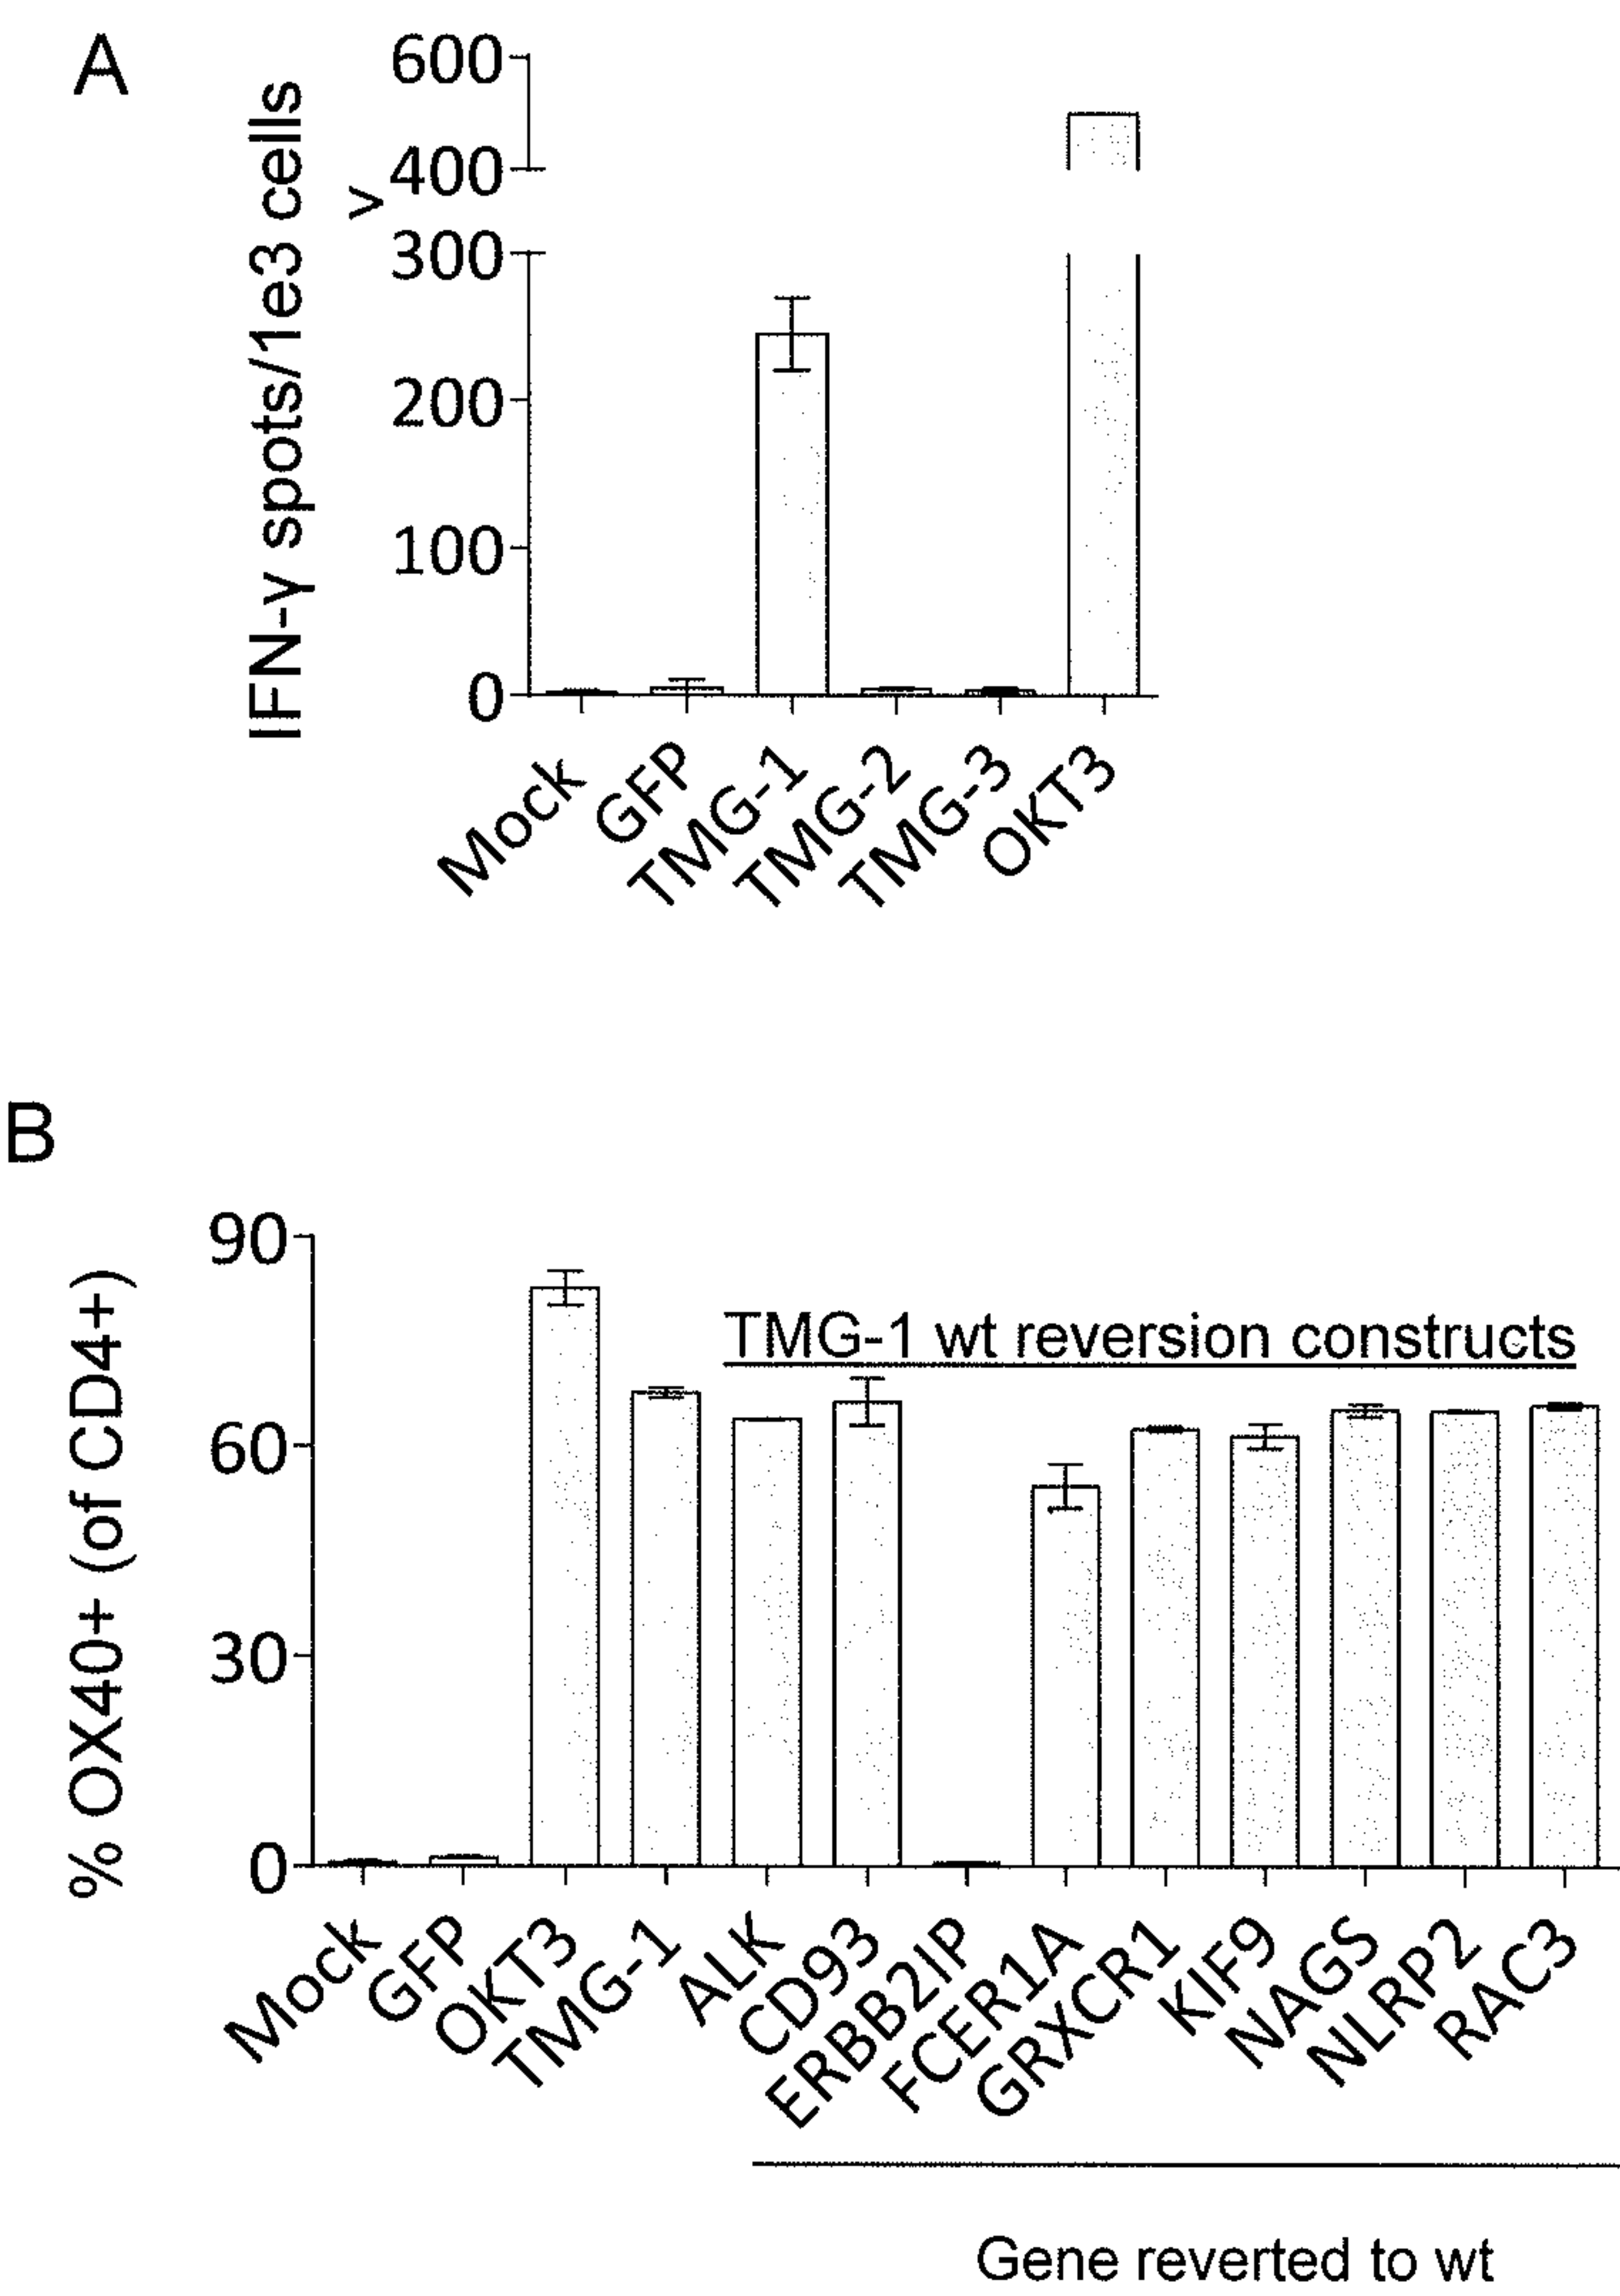 A
IFN-γ spots/1e3 cells
>
600
400
300
200
100
0
Mock
GFP
TMG-1
TMG-2
TMG-3
OKT3
B
% OX40+ (of CD4+)
90
60
30
0
TMG-1 wt reversion constructs
Mock
GFP
OKT3
TMG-1
ALK
CD93
ERBB2IP
FCER1A
GRXCR1
KIF9
NAGS
NLRP2
RAC3
Gene reverted to wt